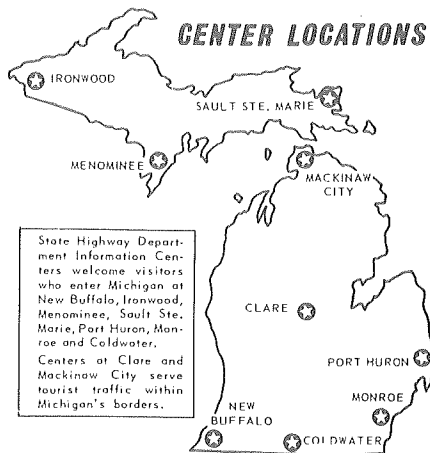 CENTER LOCATIONS
IRONWOOD
SAULT STE. MARIE
MENOMINEE
MACKINAW
CITY
State Highway Depart-
ment Information Cen-
ters welcome visitors
who enter Michigan at
New Buffalo, Ironwood,
Menominee, Sault Ste.
Marie, Port Huron, Mon-
roe and Coldwater.
Centers at Clare and
Mackinaw City serve
tourist traffic within
Michigan's borders.
CLARE
PORT HURON
MONROE
NEW
BUFFALO
COLDWATER